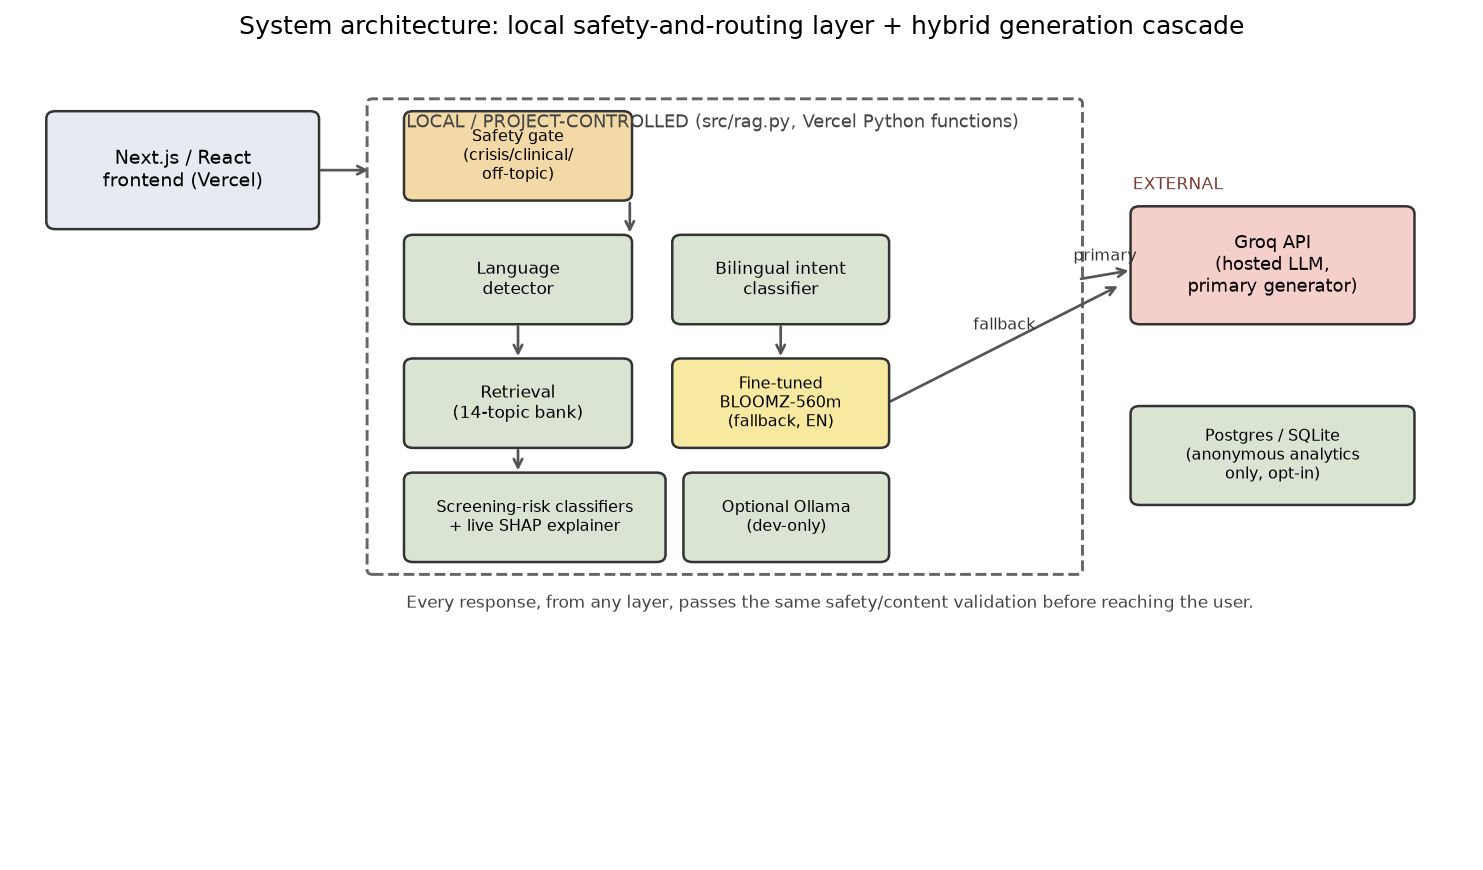 System architecture: local safety-and-routing layer + hybrid generation cascade
LOCAL / PROJECT-CONTROLLED (src/rag.py, Vercel Python functions)
Next.js / React
frontend (Vercel)
Safety gate
(crisis/clinical/
off-topic)
EXTERNAL
Language
detector
Bilingual intent
classifier
primary
Groq API
(hosted LLM,
primary generator)
fallback
Retrieval
(14-topic bank)
Fine-tuned
BLOOMZ-560m
(fallback, EN)
Postgres / SQLite
(anonymous analytics
only, opt-in)
Screening-risk classifiers
+ live SHAP explainer
Optional Ollama
(dev-only)
Every response, from any layer, passes the same safety/content validation before reaching the user.